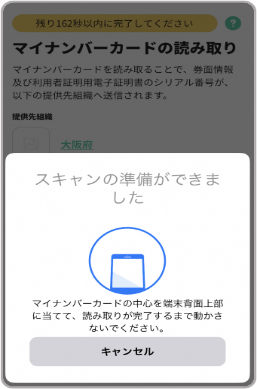 残り162秒以内に完了してください
?
マイナンバーカードの読み取り
マイナンバーカードを読み取ることで、券面情報
及び利用者証明用電子証明書のシリアル番号が、
以下の提供先組織へ送信されます。
提供先組織
大阪府
スキャンの準備ができま
した
マイナンバーカードの中心を端末背面上部
に当てて、読み取りが完了するまで動かさ
ないでください。
キャンセル